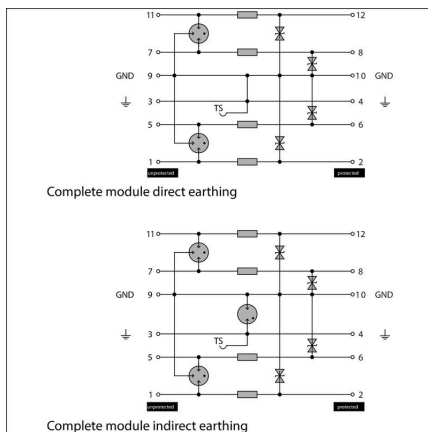 11 12
7 8
GND 9 10 GND
3 4
TS
5 6
1 2
unprotected protected
Complete module direct earthing
11 12
7 8
GND 9 10 GND
3 4
TS
5 6
1 2
unprotected protected
Complete module indirect earthing